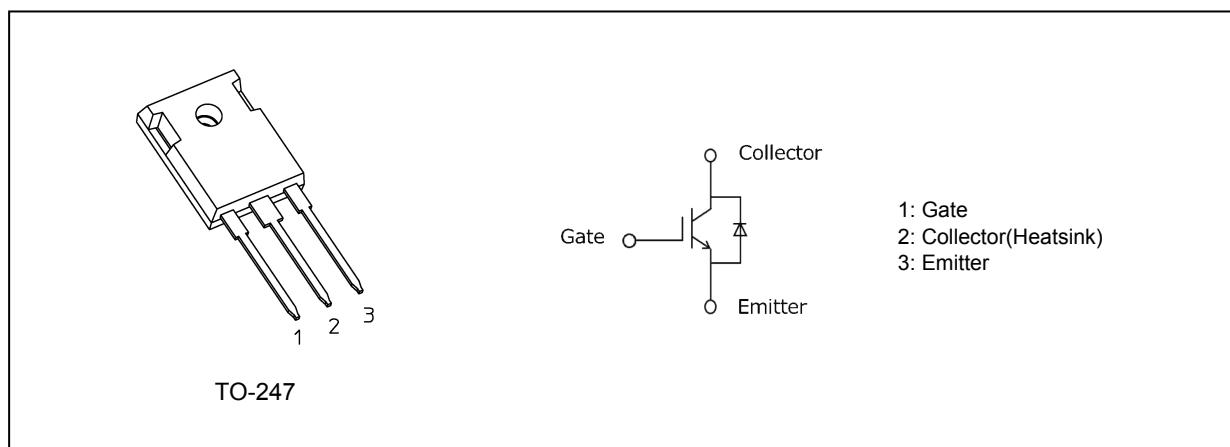 1
2
3
TO-247
Collector
Gate
Emitter
1: Gate
2: Collector(Heatsink)
3: Emitter